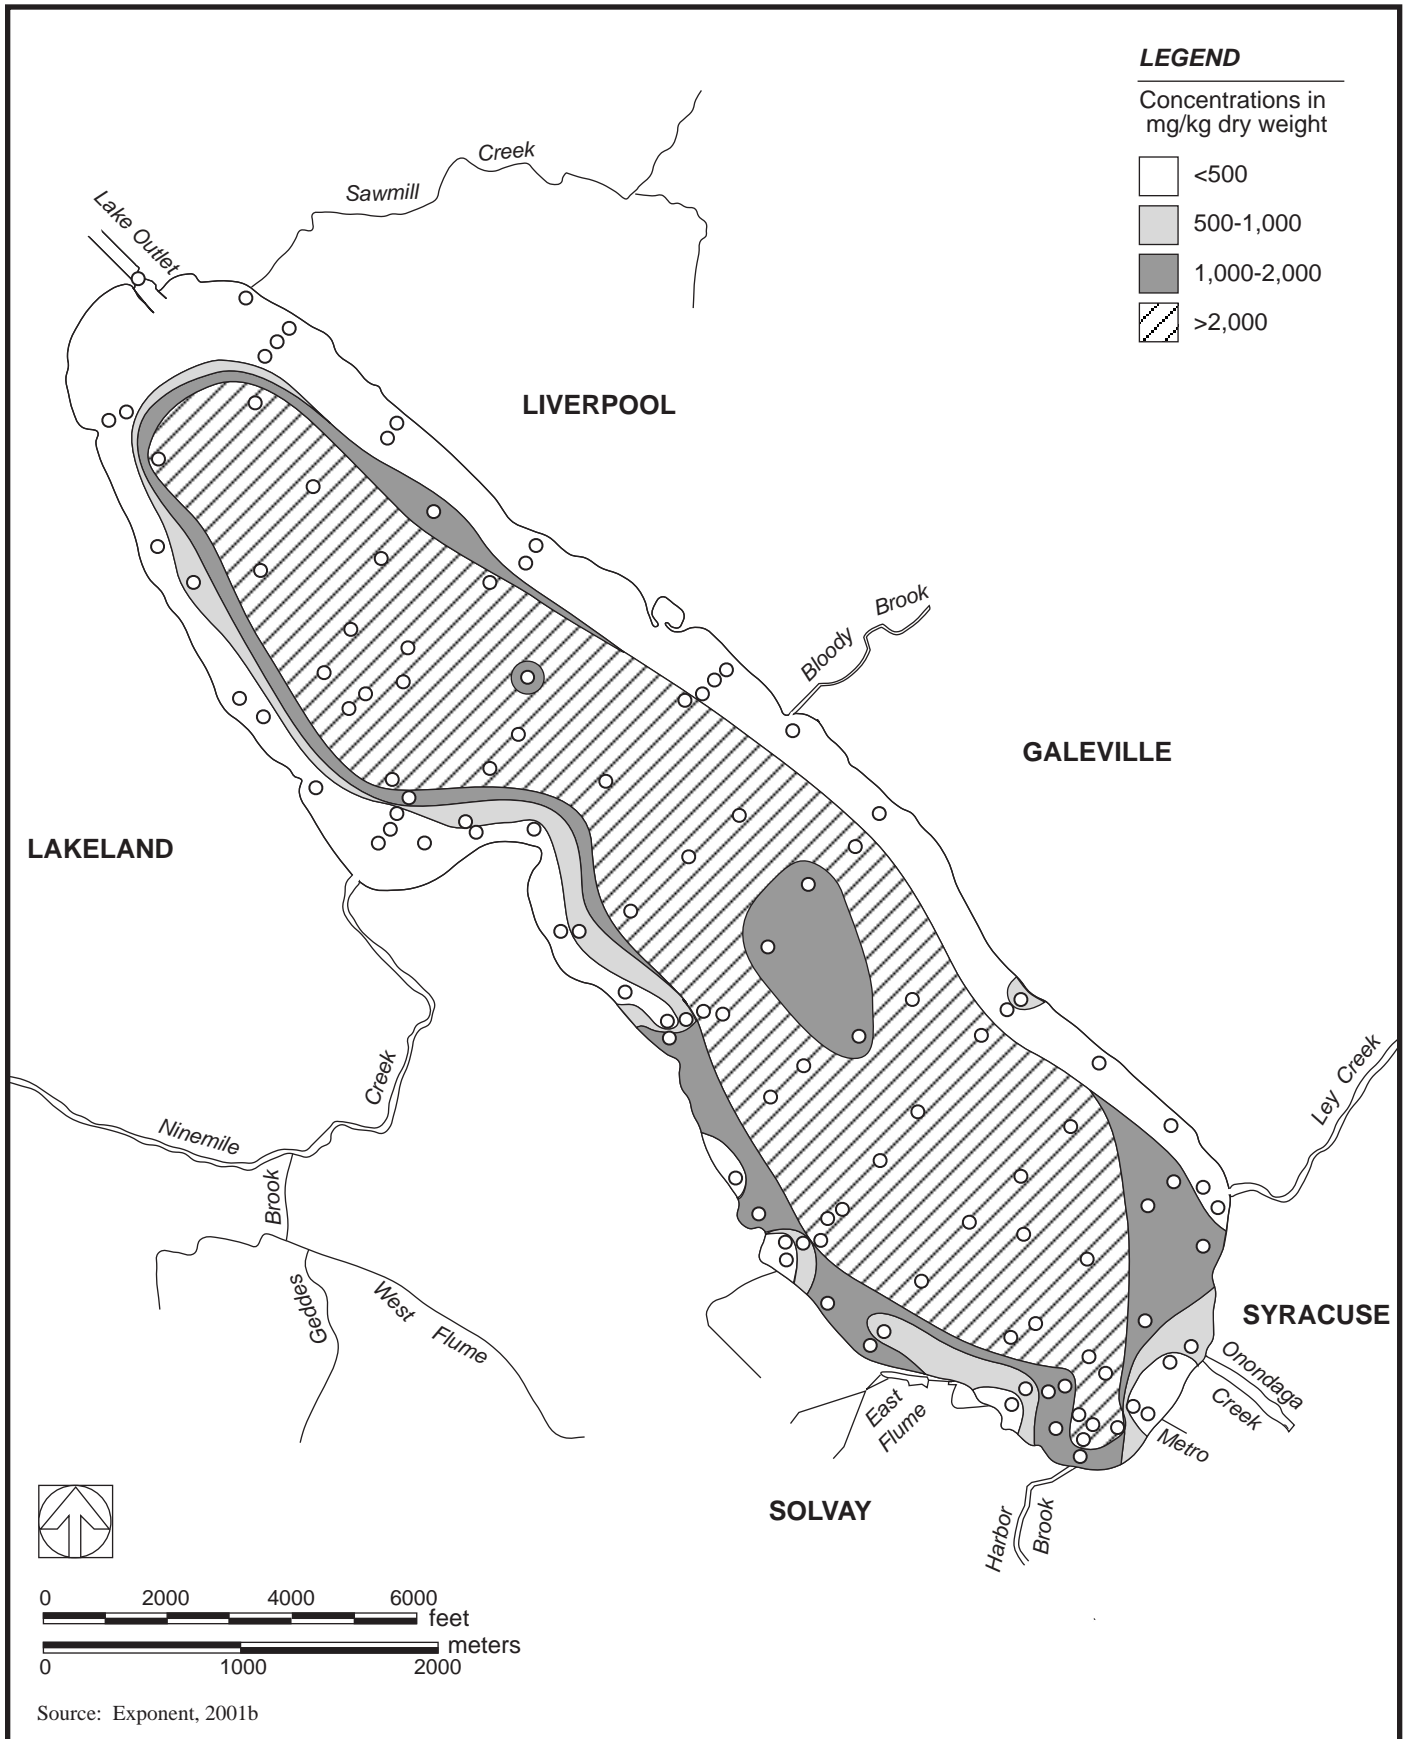 LEGEND
Concentrations in
mg/kg dry weight
<500
500-1,000
1,000-2,000
>2,000
Creek
Sawmill
Lake Outlet
LIVERPOOL
Brook
Bloody
GALEVILLE
LAKELAND
Creek
Ninemile
Ley Creek
Brook
Geddes
West
Flume
SYRACUSE
Onondaga
Creek
Metro
East
Flume
SOLVAY
Harbor
Brook
0 2000 4000 6000
feet
meters
0 1000 2000
Source: Exponent, 2001b